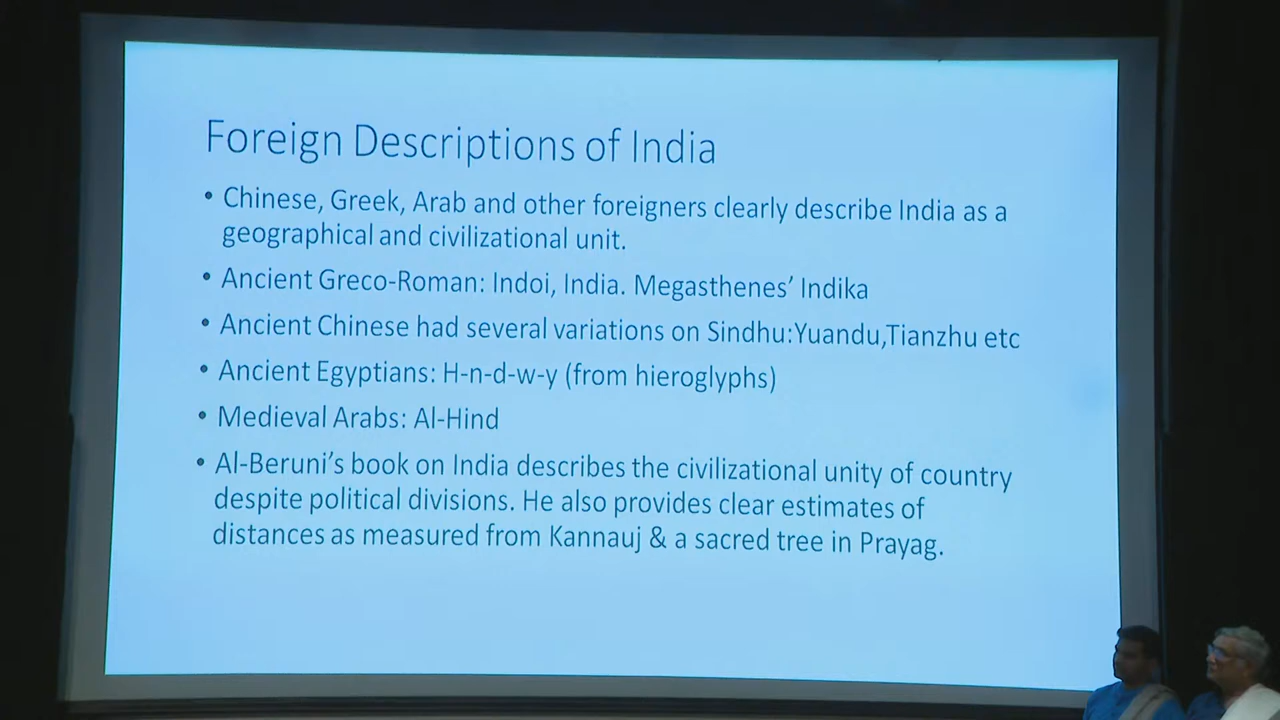 Foreign Descriptions of India
• Chinese, Greek, Arab and other foreigners clearly describe India as a
geographical and civilizational unit.
• Ancient Greco-Roman: Indoi, India. Megasthenes’ Indika
• Ancient Chinese had several variations on Sindhu:Yuandu,Tianzhu etc
• Ancient Egyptians: H-n-d-w-y (from hieroglyphs)
• Medieval Arabs: Al-Hind
• Al-Beruni’s book on India describes the civilizational unity of country
despite political divisions. He also provides clear estimates of
distances as measured from Kannauj & a sacred tree in Prayag.